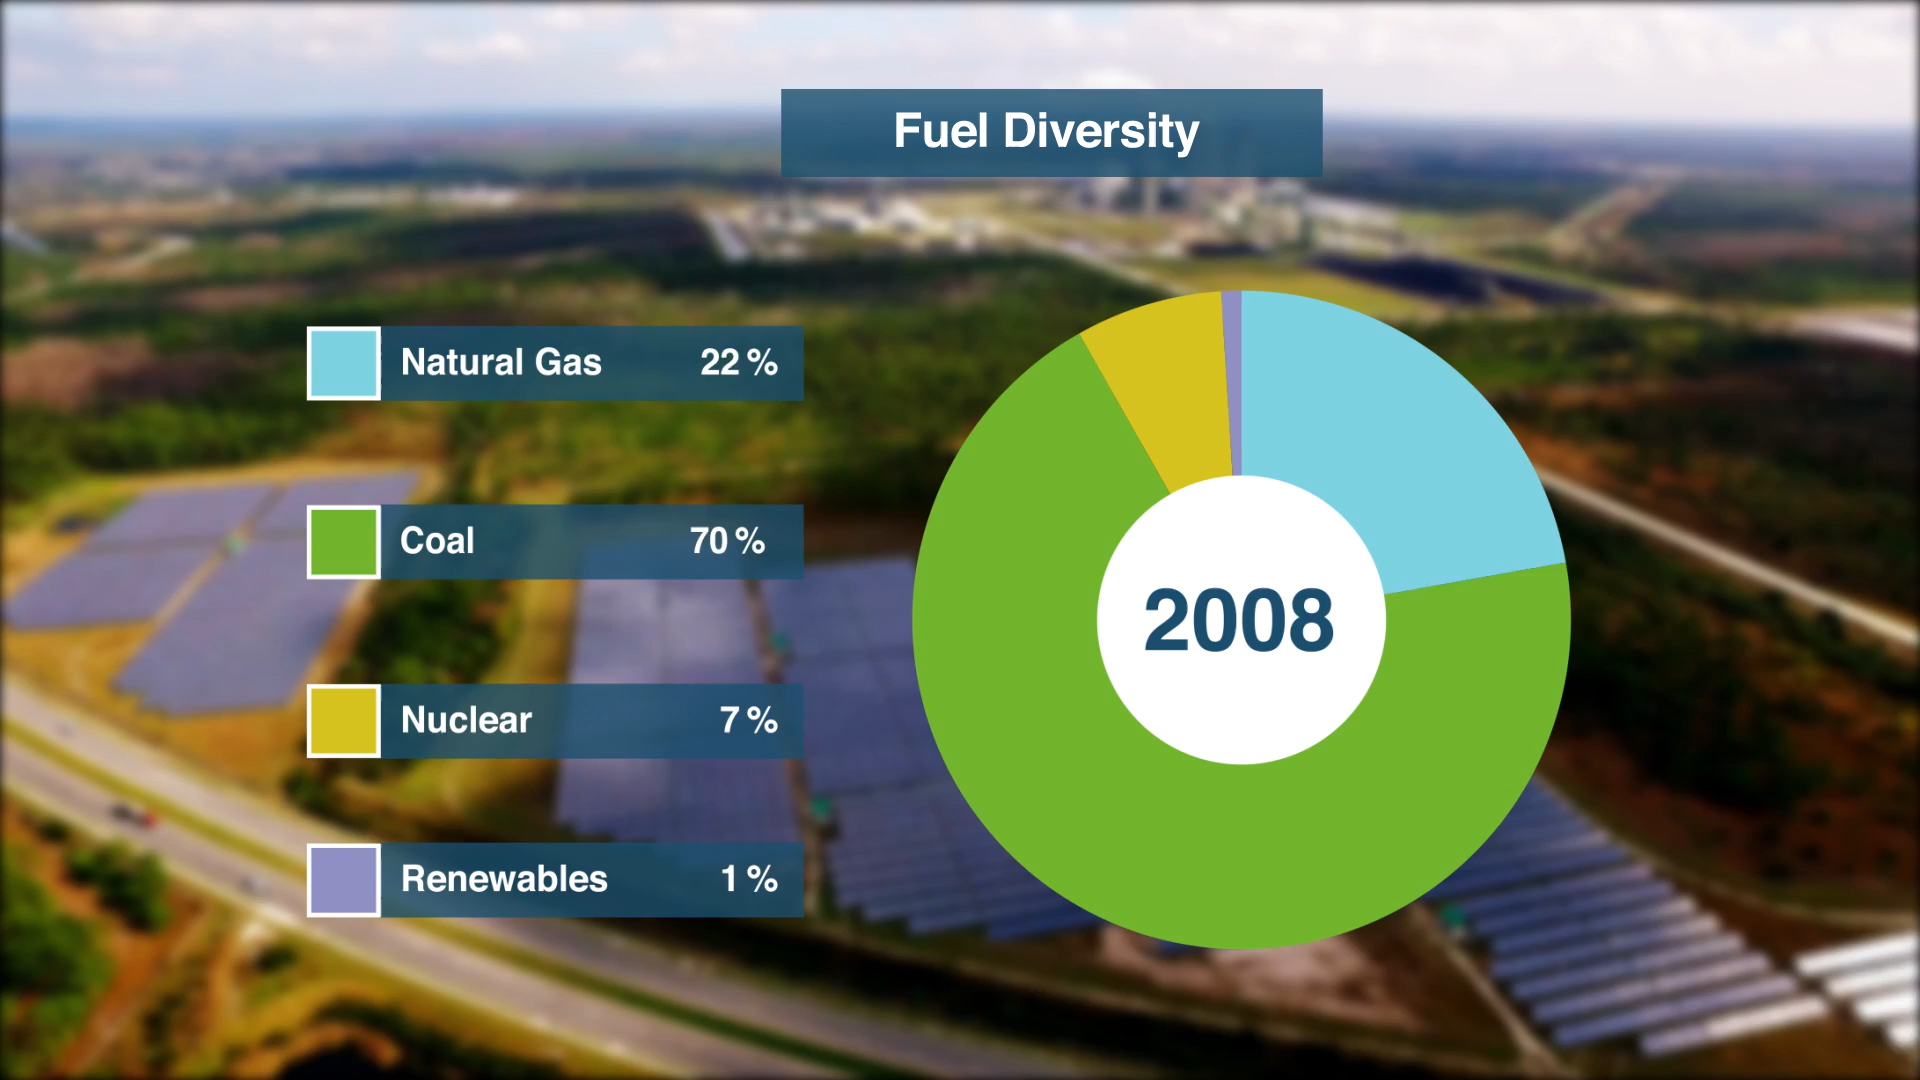 Fuel Diversity
Natural Gas 22 %
Coal 70 %
Nuclear 7 %
Renewables 1 %
2008